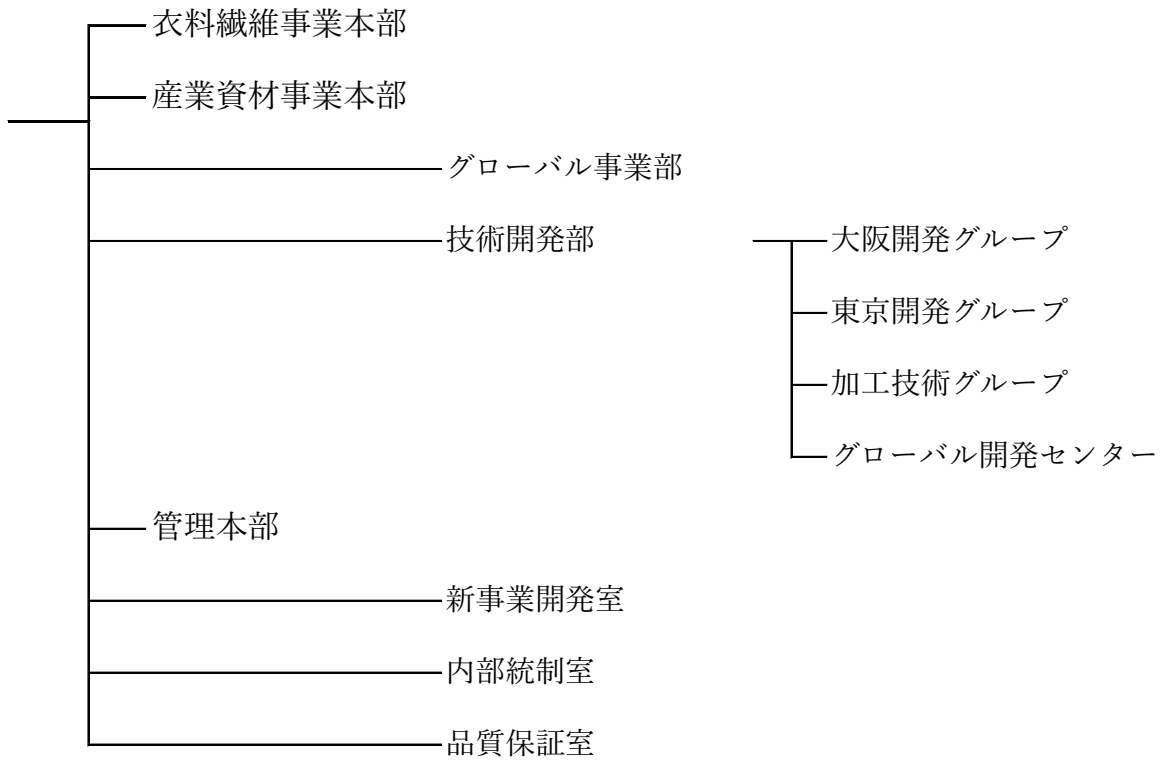 衣料繊維事業本部
産業資材事業本部
グローバル事業部
技術開発部 大阪開発グループ
東京開発グループ
加工技術グループ
グローバル開発センター
管理本部
新事業開発室
内部統制室
品質保証室